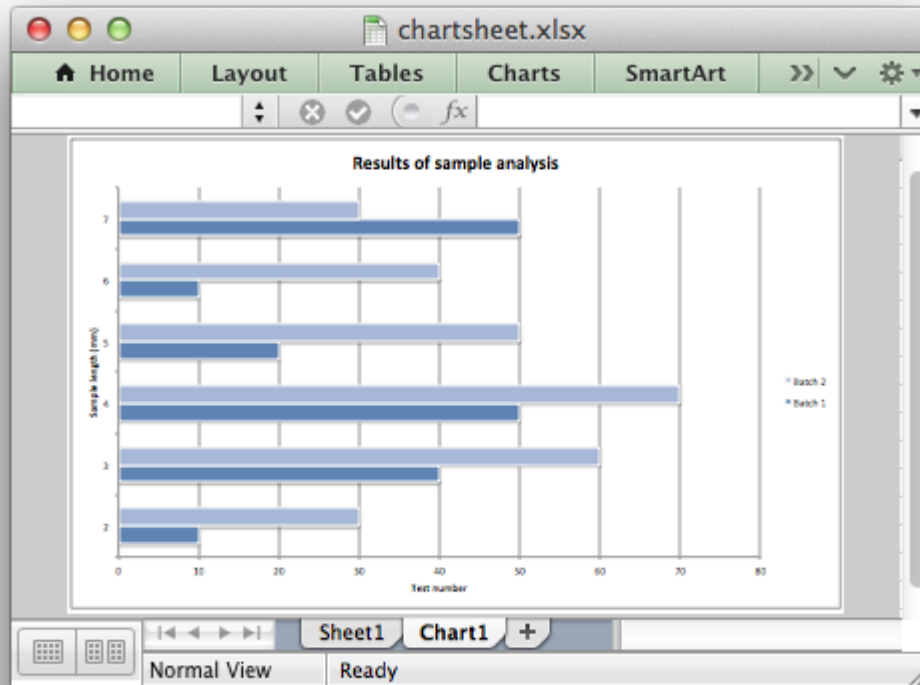 chartsheet.xlsx
Home Layout Tables Charts SmartArt
fx
Results of sample analysis
7
6
5
4
3
2
Sample length (mm)
Batch 2
Batch 1
0 10 20 30 40 50 60 70 80
Test number
Sheet1 Chart1 +
Normal View Ready